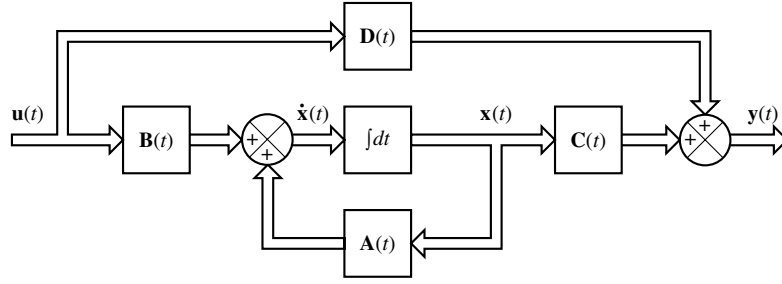 D(t)
u(t)
B(t)
+
+
ẋ(t)
∫dt
x(t)
C(t)
+
+
y(t)
A(t)